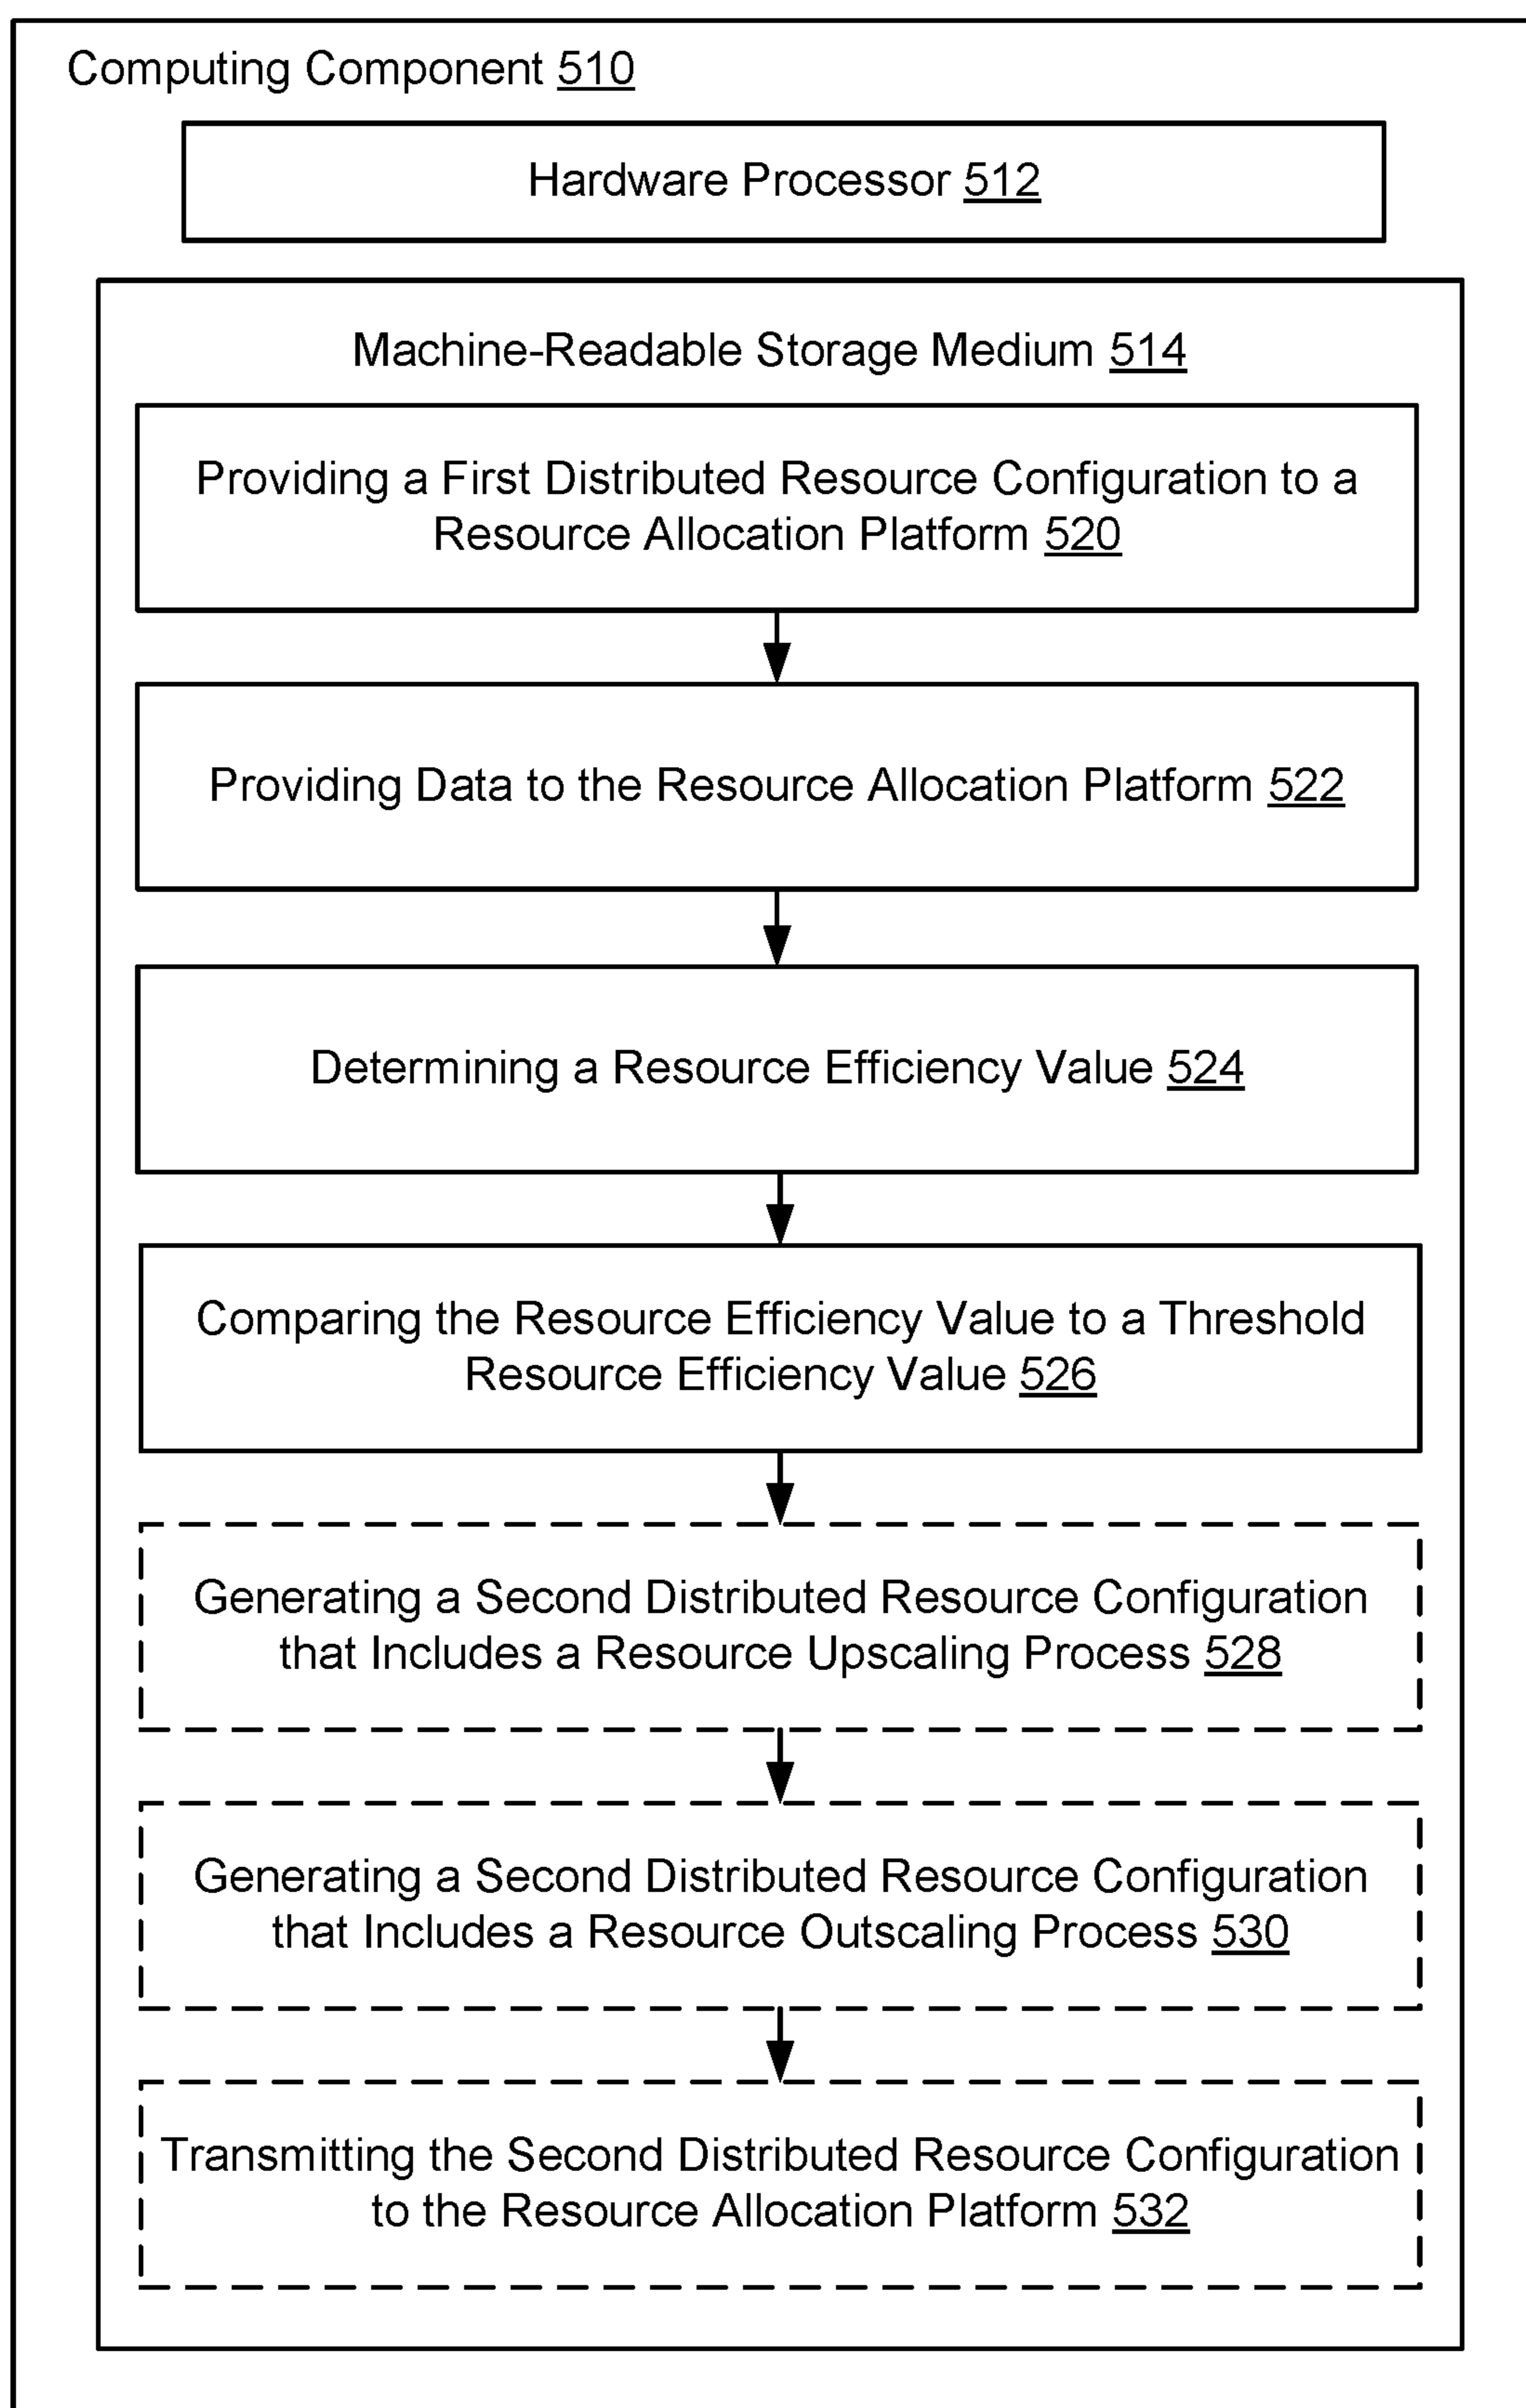 Computing Component 510
Hardware Processor 512
Machine-Readable Storage Medium 514
Providing a First Distributed Resource Configuration to a
Resource Allocation Platform 520
Providing Data to the Resource Allocation Platform 522
Determining a Resource Efficiency Value 524
Comparing the Resource Efficiency Value to a Threshold
Resource Efficiency Value 526
Generating a Second Distributed Resource Configuration
that Includes a Resource Upscaling Process 528
Generating a Second Distributed Resource Configuration
that Includes a Resource Outscaling Process 530
Transmitting the Second Distributed Resource Configuration
to the Resource Allocation Platform 532